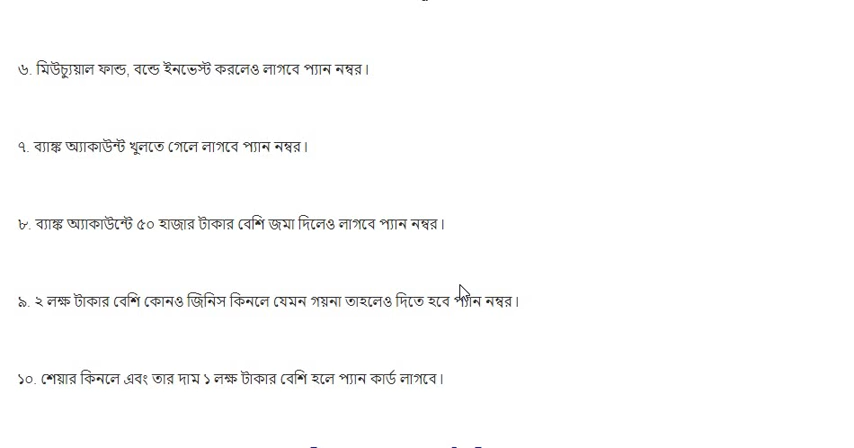 ৬. মিউচ্যুয়াল ফান্ড, বন্ডে ইনভেস্ট করলেও লাগবে প্যান নম্বর।
৭. ব্যাঙ্ক অ্যাকাউন্ট খুলতে গেলে লাগবে প্যান নম্বর।
৮. ব্যাঙ্ক অ্যাকাউন্টে ৫০ হাজার টাকার বেশি জমা দিলেও লাগবে প্যান নম্বর।
৯. ২ লক্ষ টাকার বেশি কোনও জিনিস কিনলে যেমন গয়না তাহলেও দিতে হবে প্যান নম্বর।
১০. শেয়ার কিনলে এবং তার দাম ১ লক্ষ টাকার বেশি হলে প্যান কার্ড লাগবে।